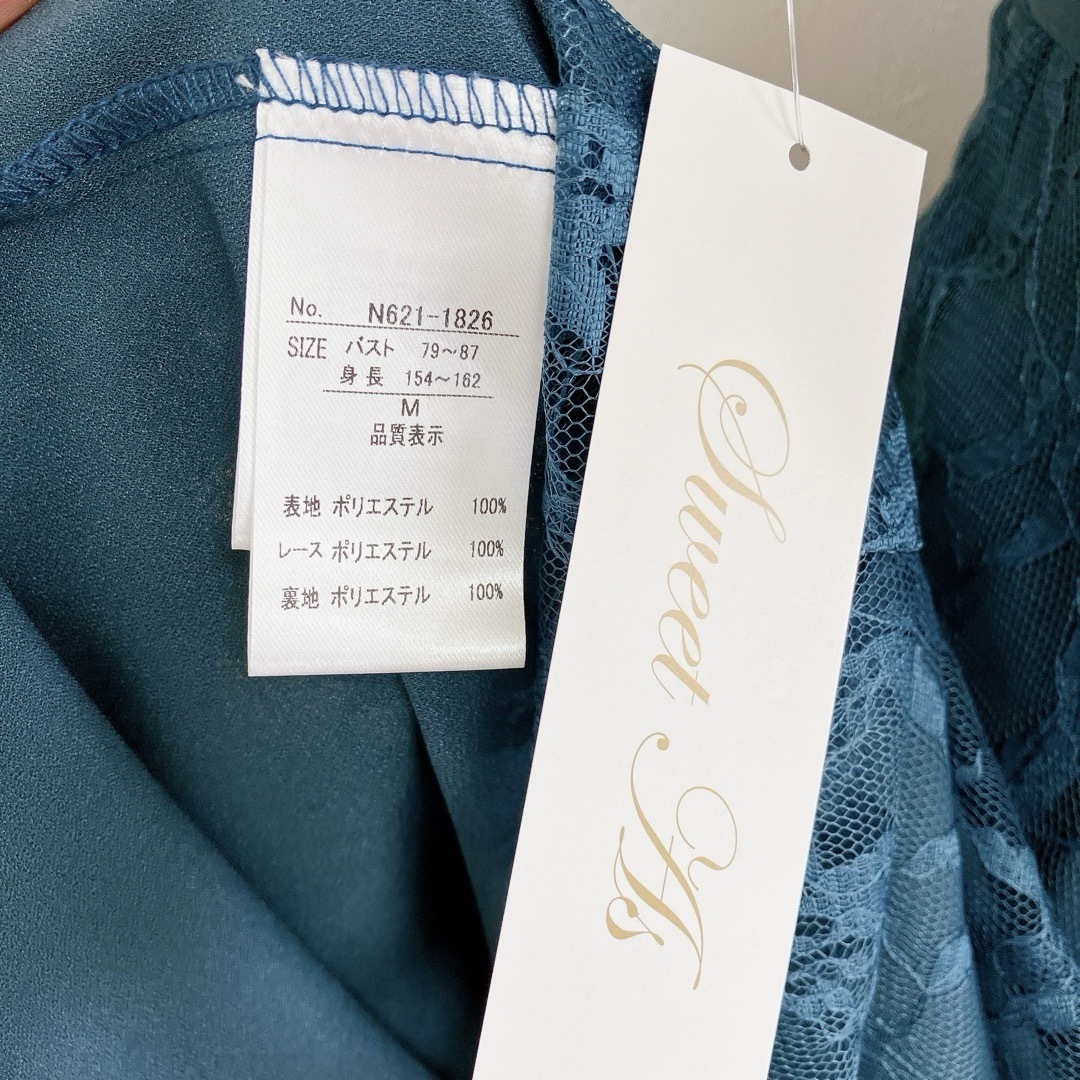 No. N621-1826
SIZE バスト 79～87
身長 154～162
M
品質表示
表地 ポリエステル 100%
レース ポリエステル 100%
裏地 ポリエステル 100%
Sweet As